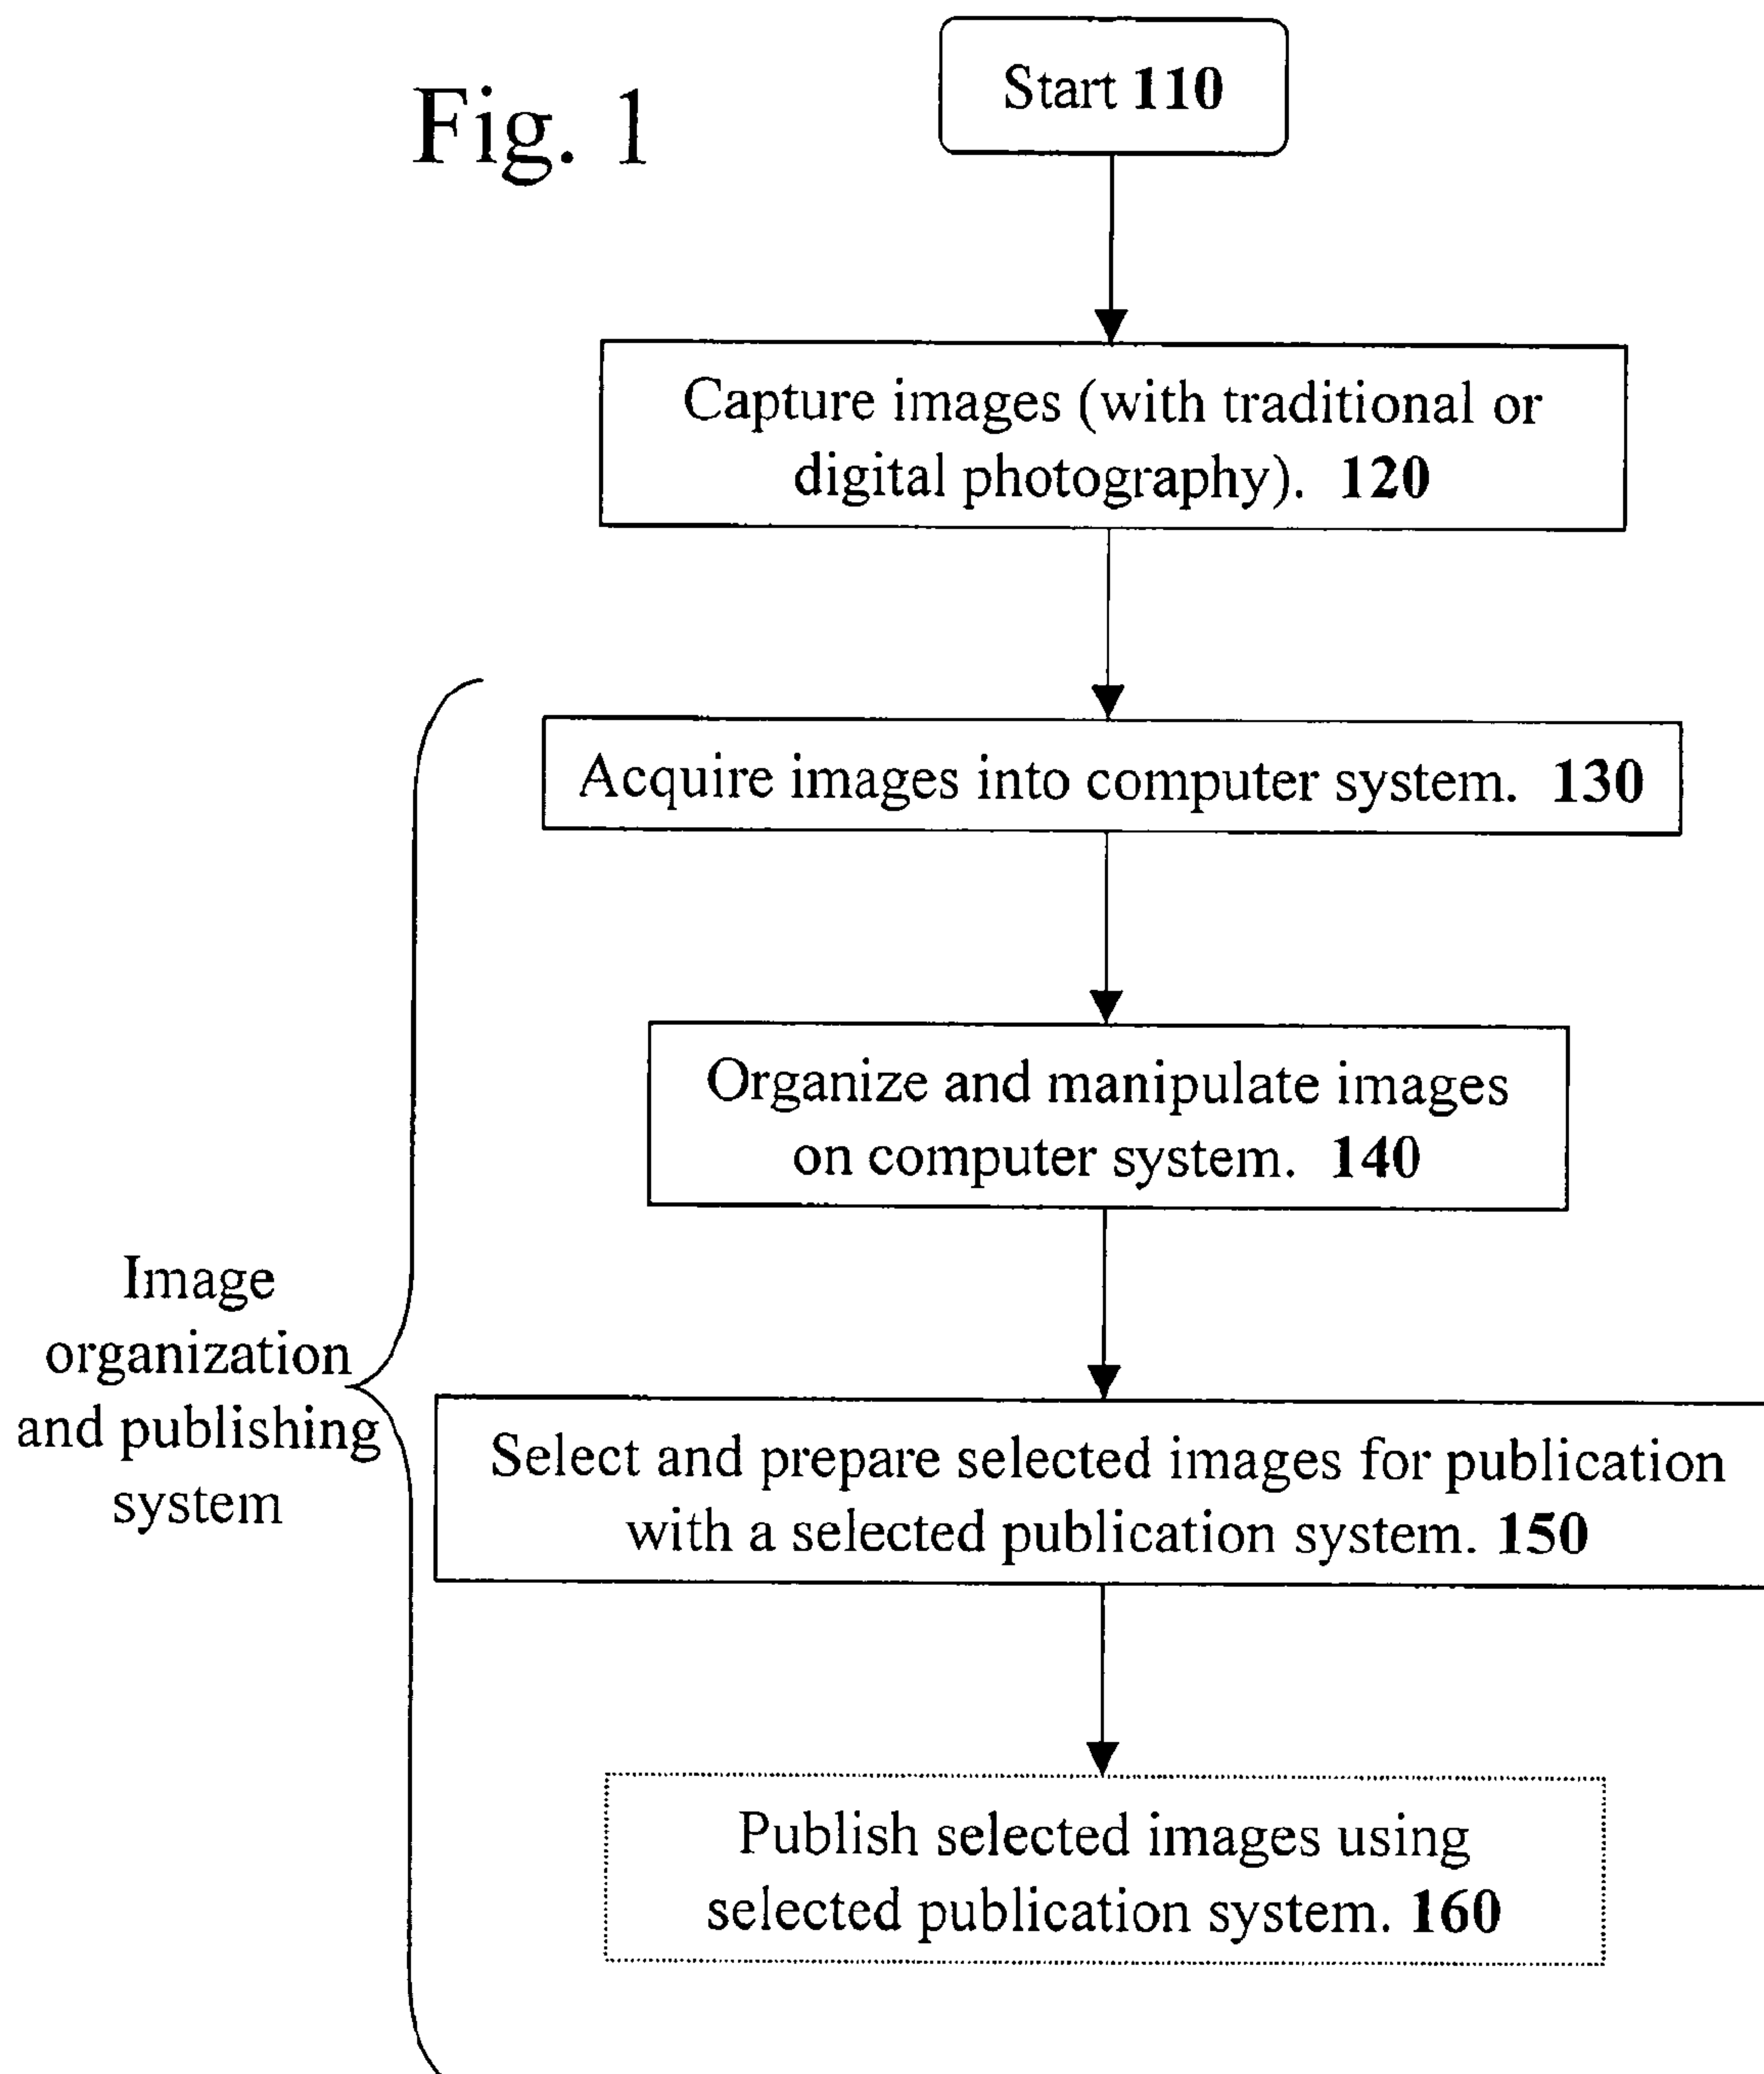 Fig. 1
Start 110
Capture images (with traditional or
digital photography). 120
Acquire images into computer system. 130
Organize and manipulate images
on computer system. 140
Image
organization
and publishing
system
Select and prepare selected images for publication
with a selected publication system. 150
Publish selected images using
selected publication system. 160